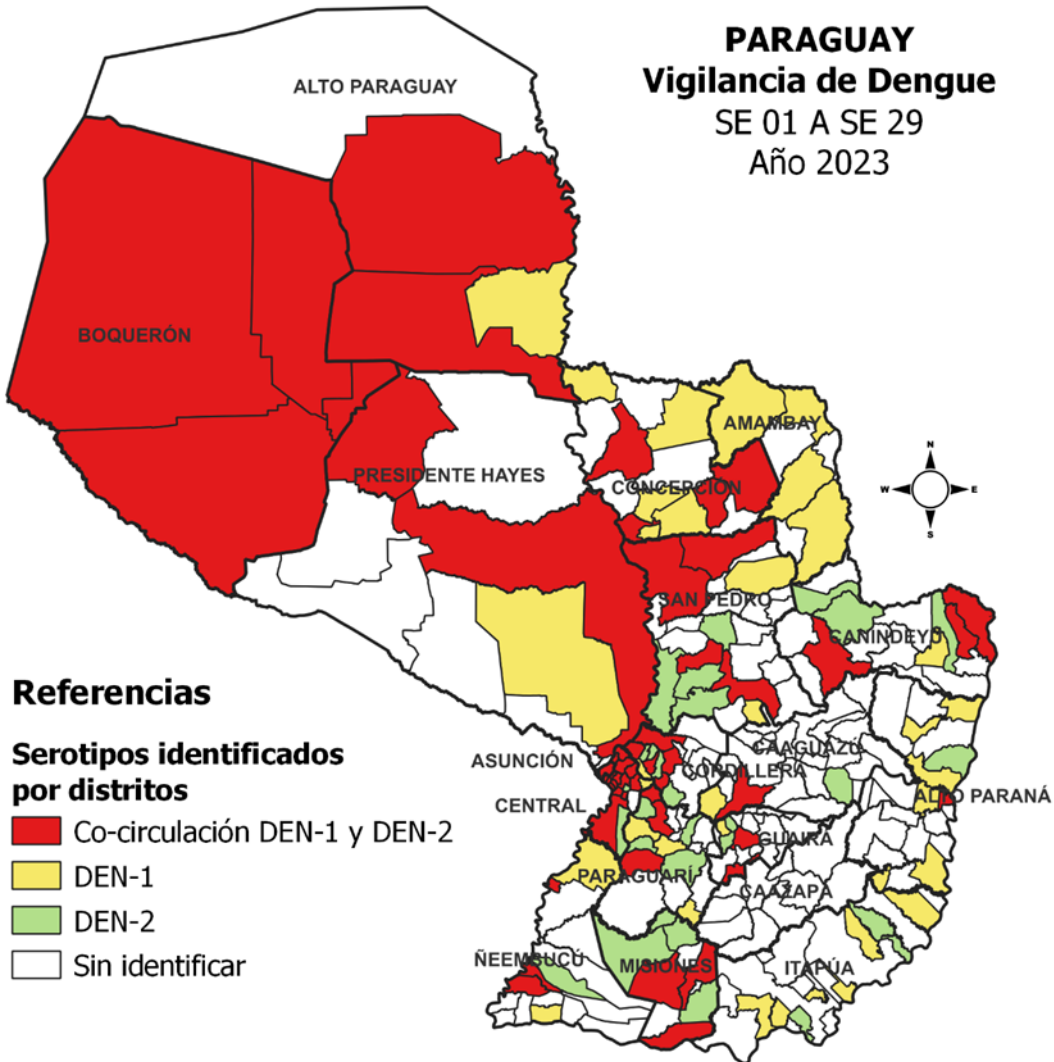 PARAGUAY
Vigilancia de Dengue
SE 01 A SE 29
Año 2023
ALTO PARAGUAY
BOQUERÓN
AMAMBAY
PRESIDENTE HAYES
CONCEPCIÓN
N
W
E
S
SAN PEDRO
CANINDEYÚ
ASUNCIÓN
CAAGUAZÚ
CORDILLERA
CENTRAL
ALTO PARANÁ
GUAIRÁ
PARAGUARÍ
CAAZAPÁ
ÑEEMBUCÚ
MISIONES
ITAPÚA
Referencias
Serotipos identificados
por distritos
Co-circulación DEN-1 y DEN-2
DEN-1
DEN-2
Sin identificar